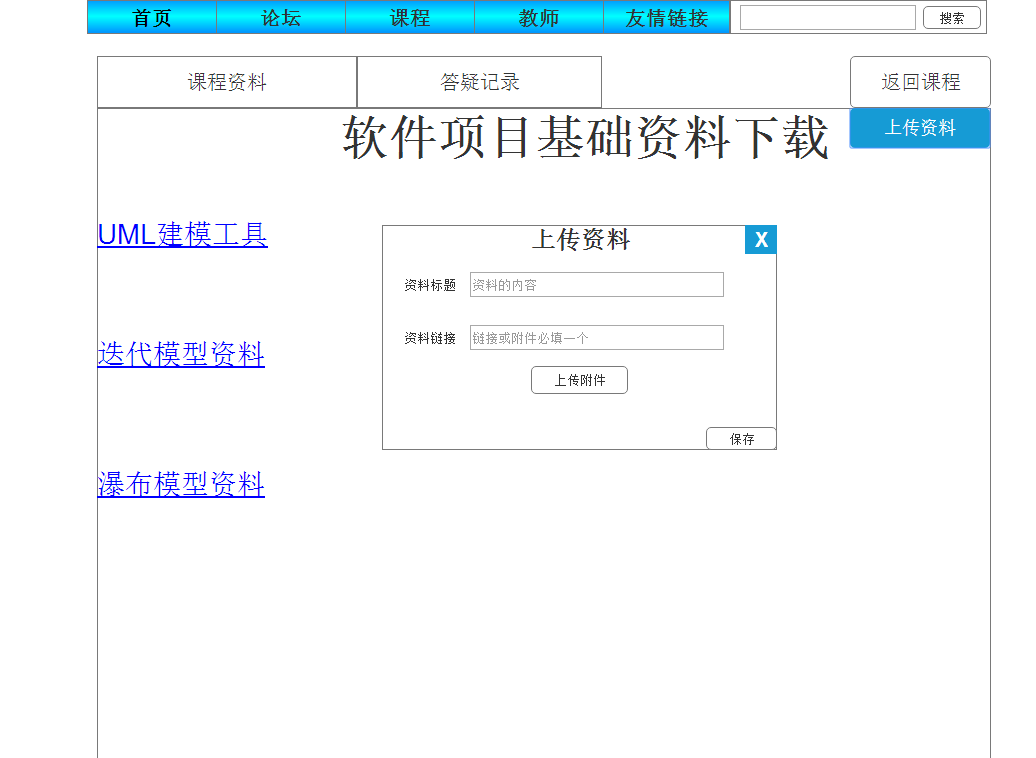 首页 论坛 课程 教师 友情链接 搜索
课程资料 答疑记录 返回课程
软件项目基础资料下载 上传资料
UML建模工具
上传资料 X
资料标题 资料的内容
资料链接 链接或附件必填一个
迭代模型资料
上传附件
保存
瀑布模型资料